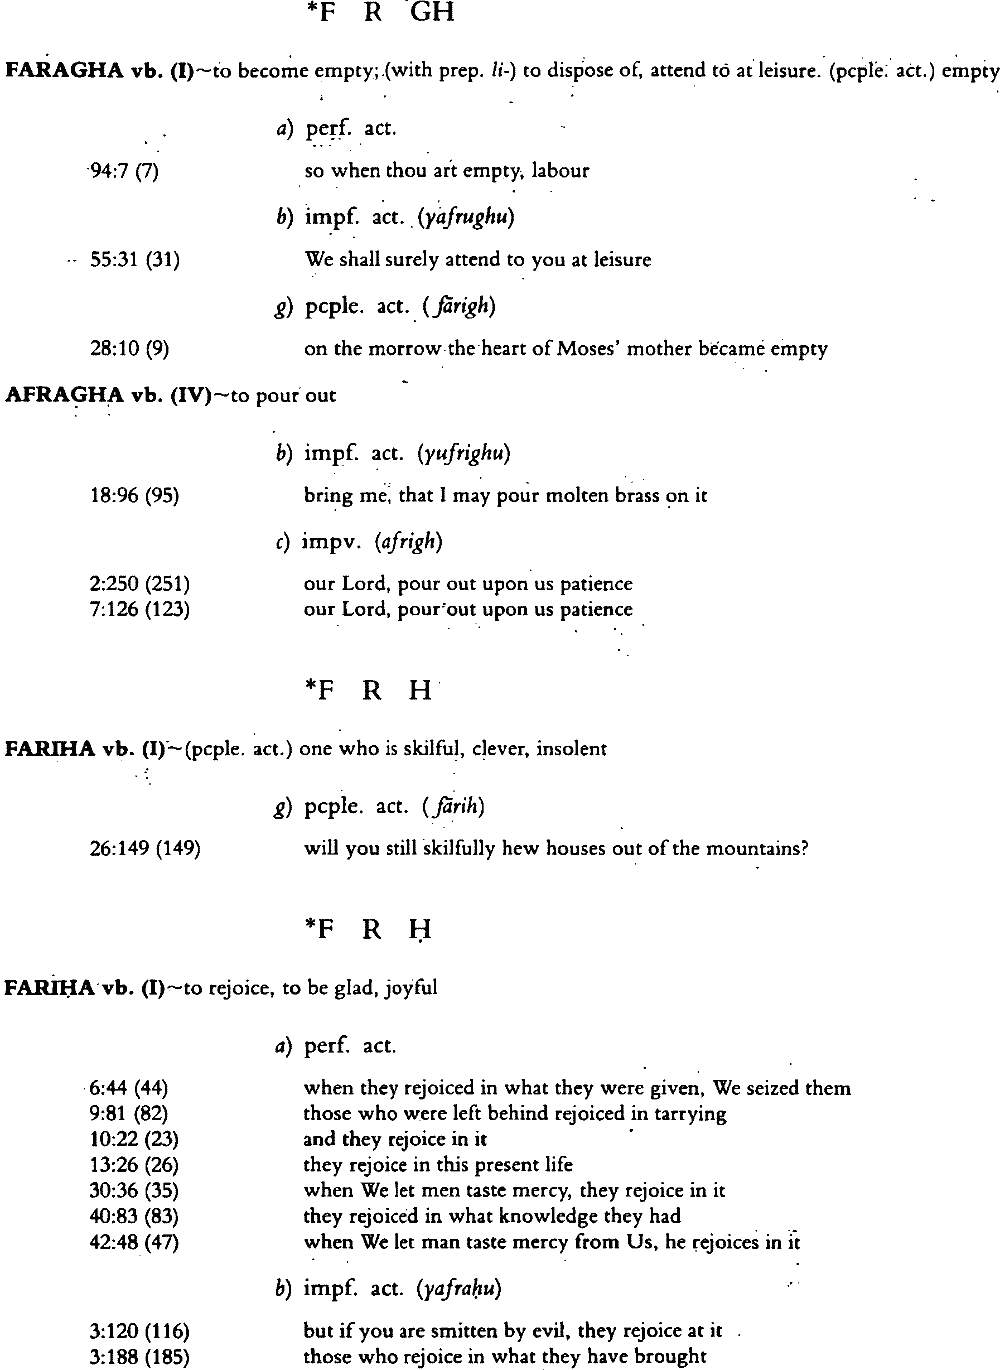 *F R GH
FARAGHA vb. (I)~to become empty; (with prep. li-) to dispose of, attend to at leisure. (pcple. act.) empty
a) perf. act.
94:7 (7) so when thou art empty, labour
b) impf. act. (yafrughu)
55:31 (31) We shall surely attend to you at leisure
g) pcple. act. (fārigh)
28:10 (9) on the morrow the heart of Moses' mother became empty
AFRAGHA vb. (IV)~to pour out
b) impf. act. (yufrighu)
18:96 (95) bring me, that I may pour molten brass on it
c) impv. (afrigh)
2:250 (251) our Lord, pour out upon us patience
7:126 (123) our Lord, pour out upon us patience
*F R H
FARIHA vb. (I)~(pcple. act.) one who is skilful, clever, insolent
g) pcple. act. (fārih)
26:149 (149) will you still skilfully hew houses out of the mountains?
*F R Ḥ
FARIḤA vb. (I)~to rejoice, to be glad, joyful
a) perf. act.
6:44 (44) when they rejoiced in what they were given, We seized them
9:81 (82) those who were left behind rejoiced in tarrying
10:22 (23) and they rejoice in it
13:26 (26) they rejoice in this present life
30:36 (35) when We let men taste mercy, they rejoice in it
40:83 (83) they rejoiced in what knowledge they had
42:48 (47) when We let man taste mercy from Us, he rejoices in it
b) impf. act. (yafraḥu)
3:120 (116) but if you are smitten by evil, they rejoice at it
3:188 (185) those who rejoice in what they have brought